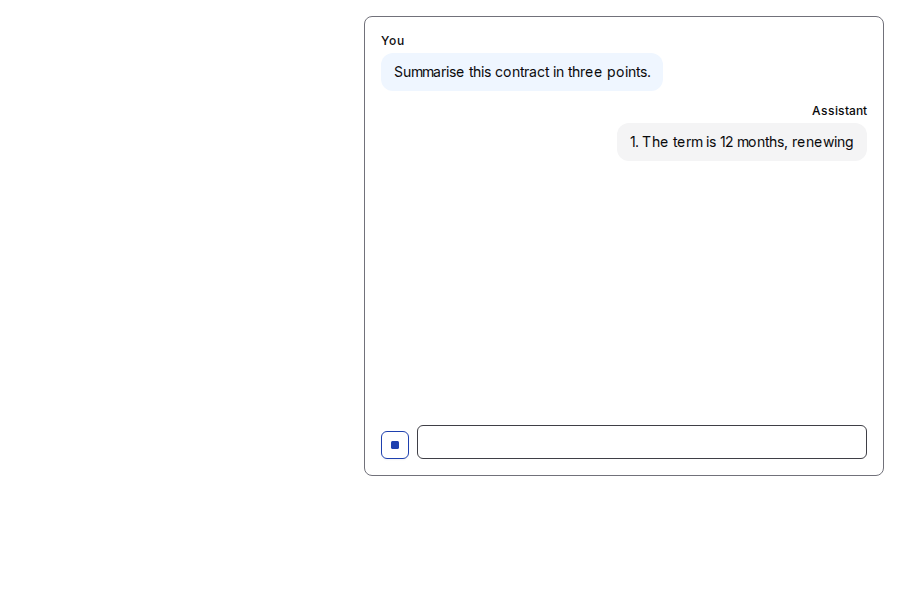 You
Summarise this contract in three points.
Assistant
1. The term is 12 months, renewing